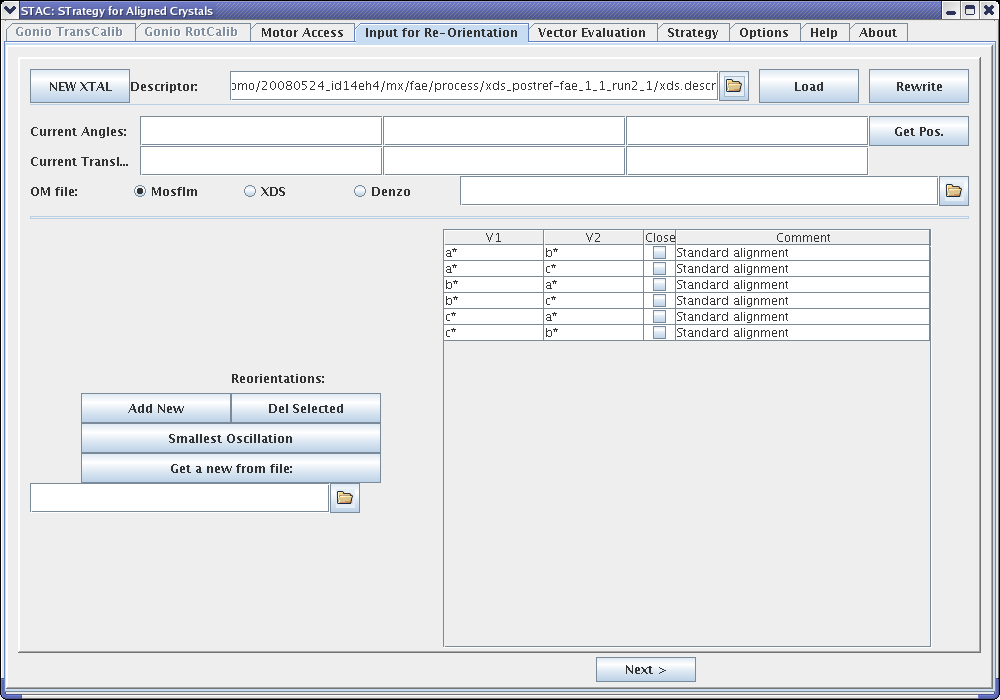 STAC: STrategy for Aligned Crystals
Gonio TransCalib Gonio RotCalib Motor Access Input for Re-Orientation Vector Evaluation Strategy Options Help About
NEW XTAL Descriptor: omo/20080524_id14eh4/mx/fae/process/xds_postref-fae_1_1_run2_1/xds.descr Load Rewrite
Current Angles: Get Pos.
Current Transl...
OM file: Mosflm XDS Denzo
V1 V2 Close Comment
a* b* Standard alignment
a* c* Standard alignment
b* a* Standard alignment
b* c* Standard alignment
c* a* Standard alignment
c* b* Standard alignment
Reorientations:
Add New Del Selected
Smallest Oscillation
Get a new from file:
Next >